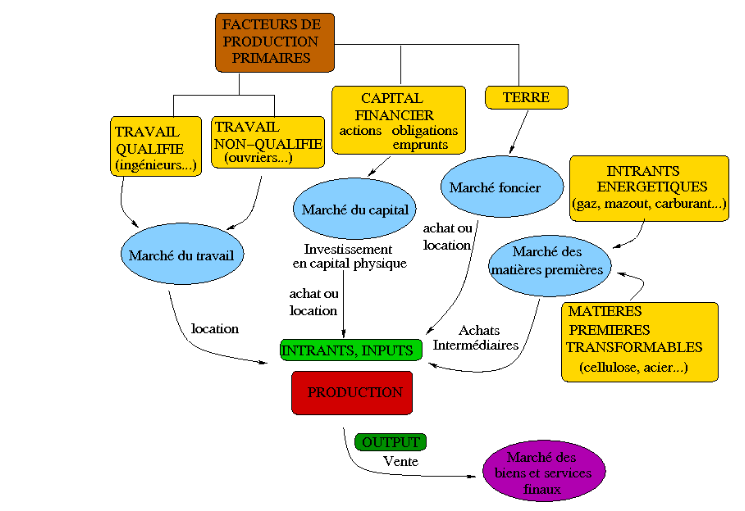 FACTEURS DE
PRODUCTION
PRIMAIRES
TRAVAIL
QUALIFIE
(ingénieurs...)
TRAVAIL
NON-QUALIFIE
(ouvriers...)
CAPITAL
FINANCIER
actions obligations
emprunts
TERRE
INTRANTS
ENERGETIQUES
(gaz, mazout, carburant...)
Marché du travail
Marché du capital
Marché foncier
Marché des
matières premières
Investissement
en capital physique
achat ou
location
achat ou
location
location
MATIERES
PREMIERES
TRANSFORMABLES
(cellulose, acier...)
Achats
Intermédiaires
INTRANTS, INPUTS
PRODUCTION
OUTPUT
Vente
Marché des
biens et services
finaux